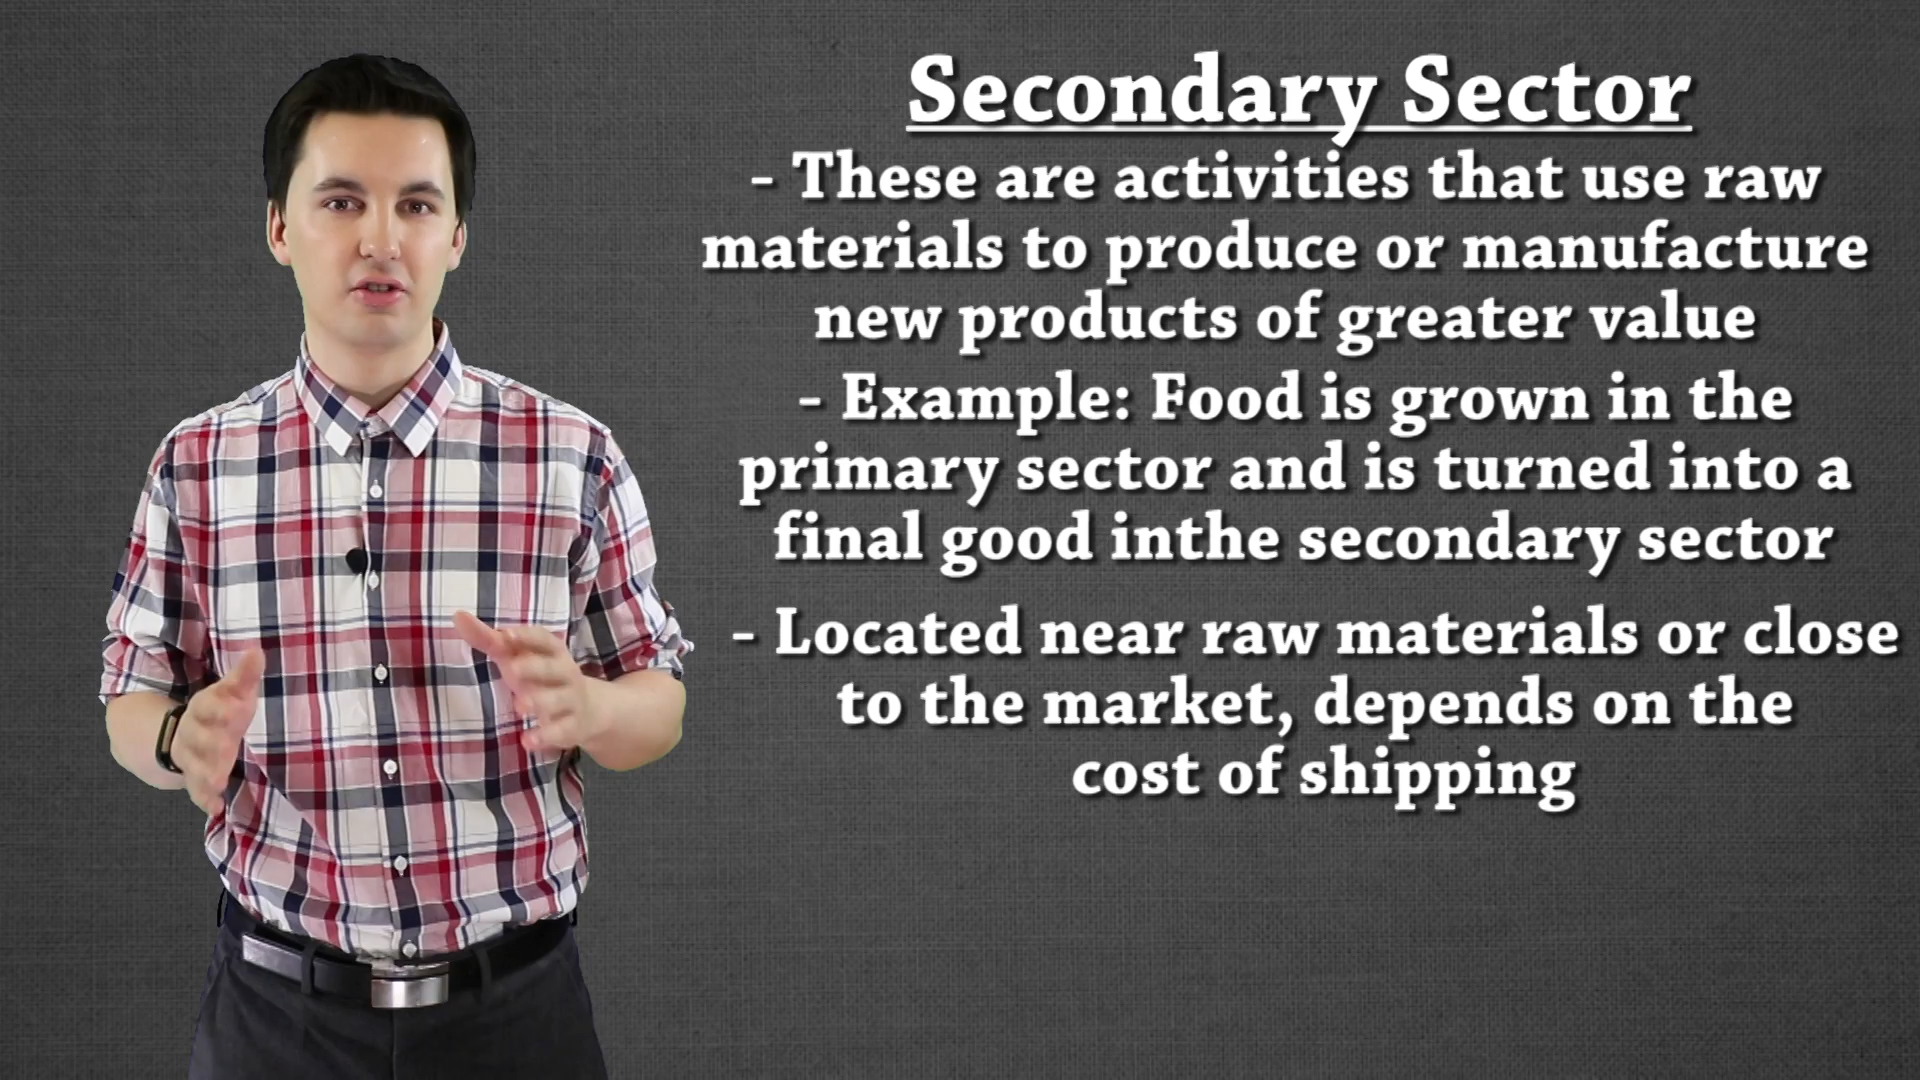 Secondary Sector
- These are activities that use raw
materials to produce or manufacture
new products of greater value
- Example: Food is grown in the
primary sector and is turned into a
final good inthe secondary sector
- Located near raw materials or close
to the market, depends on the
cost of shipping